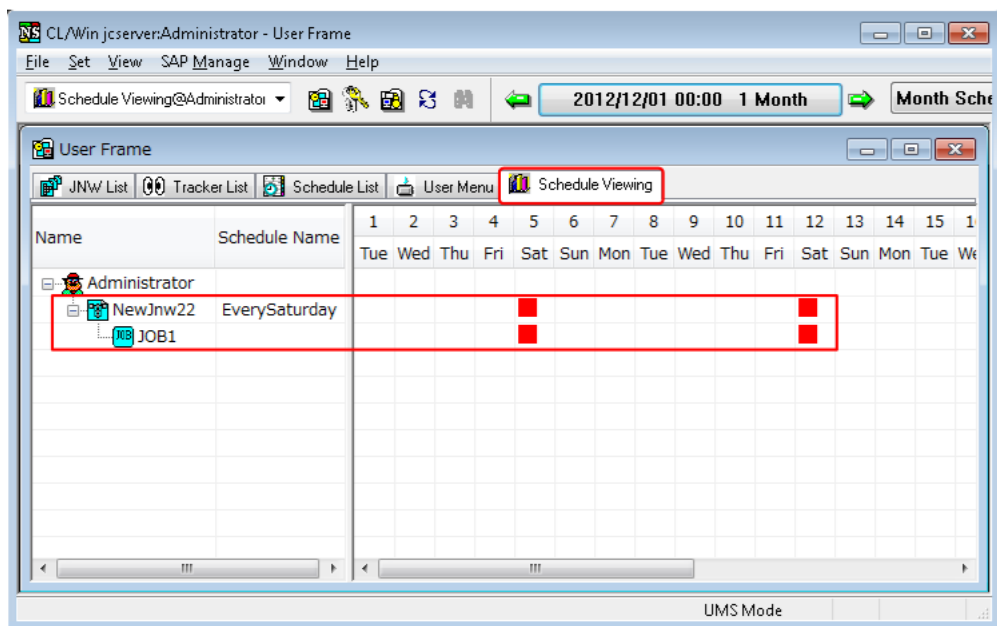 CL/Win jcserver:Administrator - User Frame
File Set View SAP Manage Window Help
Schedule Viewing@Administrator 2012/12/01 00:00 1 Month Month Sche
User Frame
JNW List Tracker List Schedule List User Menu Schedule Viewing
Name Schedule Name
1 2 3 4 5 6 7 8 9 10 11 12 13 14 15 1
Tue Wed Thu Fri Sat Sun Mon Tue Wed Thu Fri Sat Sun Mon Tue We
Administrator
NewJnw22 EverySaturday
JOB JOB1
UMS Mode